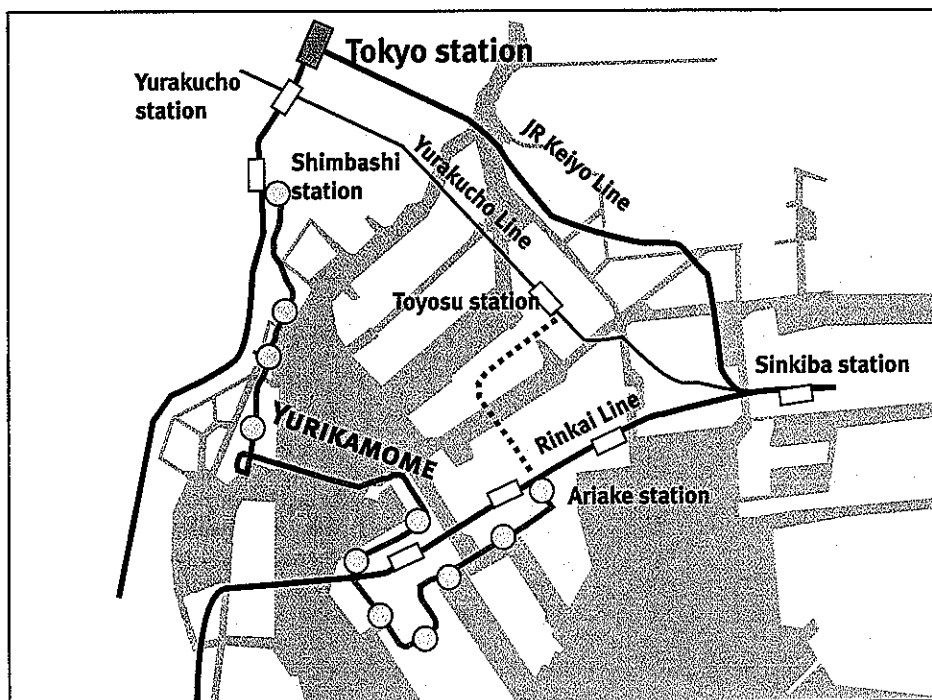 Tokyo station
Yurakucho
station
Shimbashi
station
JR Keiyo Line
Yurakucho Line
Toyosu station
Sinkiba station
YURIKAMOME
Rinkai Line
Ariake station